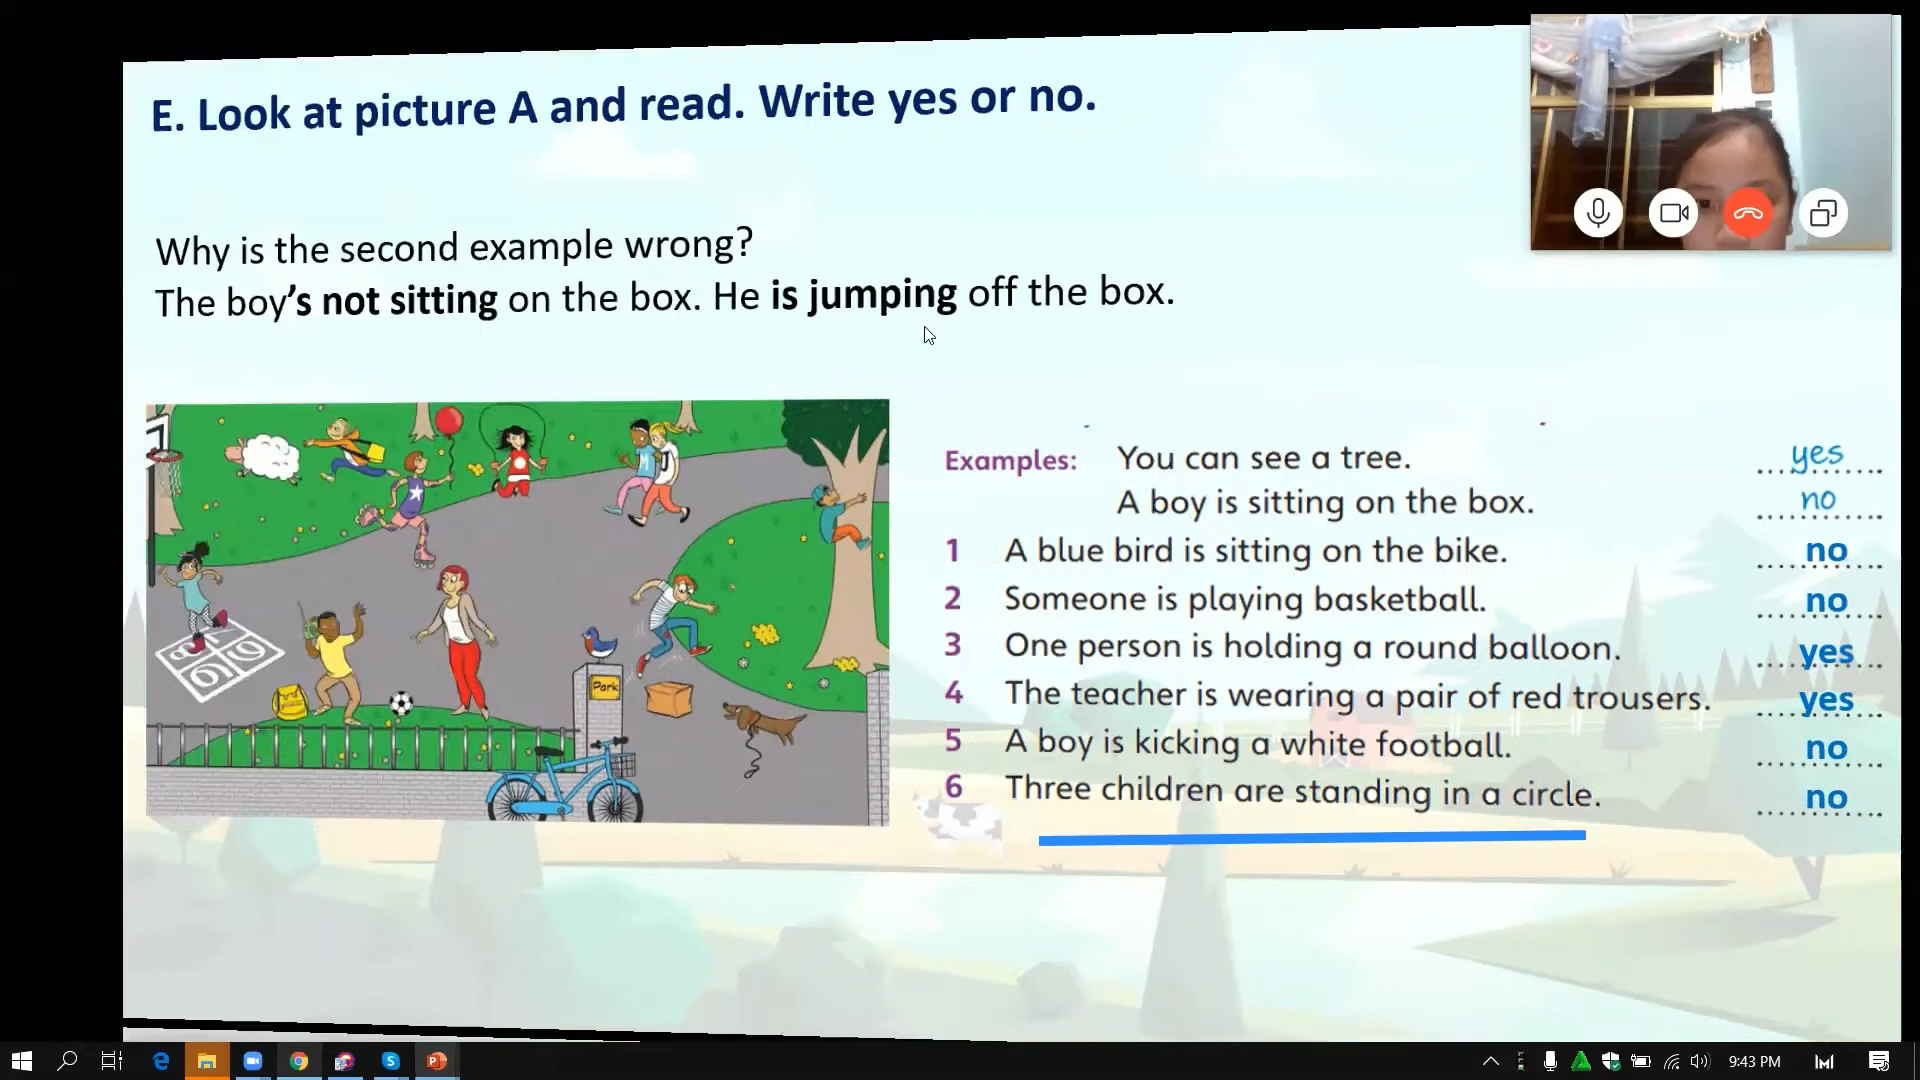 E. Look at picture A and read. Write yes or no.
Why is the second example wrong?
The boy's not sitting on the box. He is jumping off the box.
Examples: You can see a tree. yes
A boy is sitting on the box. no
1 A blue bird is sitting on the bike. no
2 Someone is playing basketball. no
3 One person is holding a round balloon. yes
4 The teacher is wearing a pair of red trousers. yes
5 A boy is kicking a white football. no
6 Three children are standing in a circle. no
Park
9:43 PM